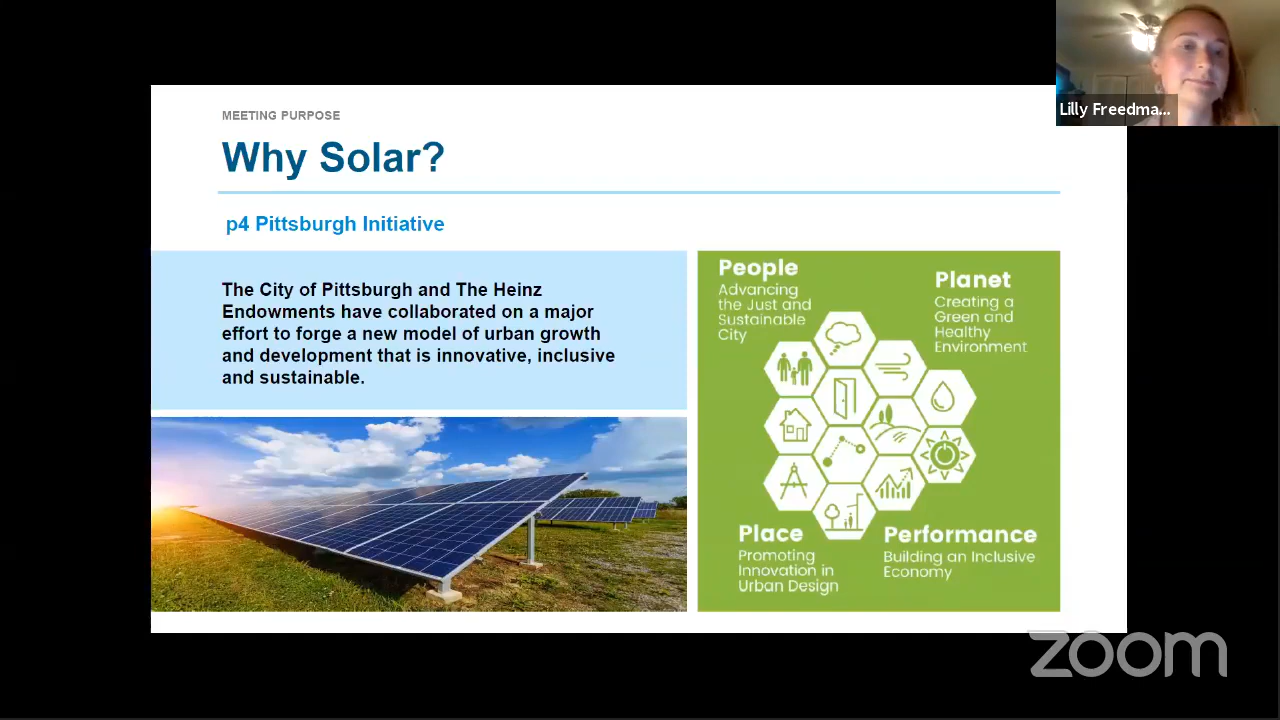 Lilly Freedma...
MEETING PURPOSE
Why Solar?
p4 Pittsburgh Initiative
The City of Pittsburgh and The Heinz
Endowments have collaborated on a major
effort to forge a new model of urban growth
and development that is innovative, inclusive
and sustainable.
People
Advancing
the Just and
Sustainable
City
Planet
Creating a
Green and
Healthy
Environment
Place
Promoting
Innovation in
Urban Design
Performance
Building an Inclusive
Economy
zoom